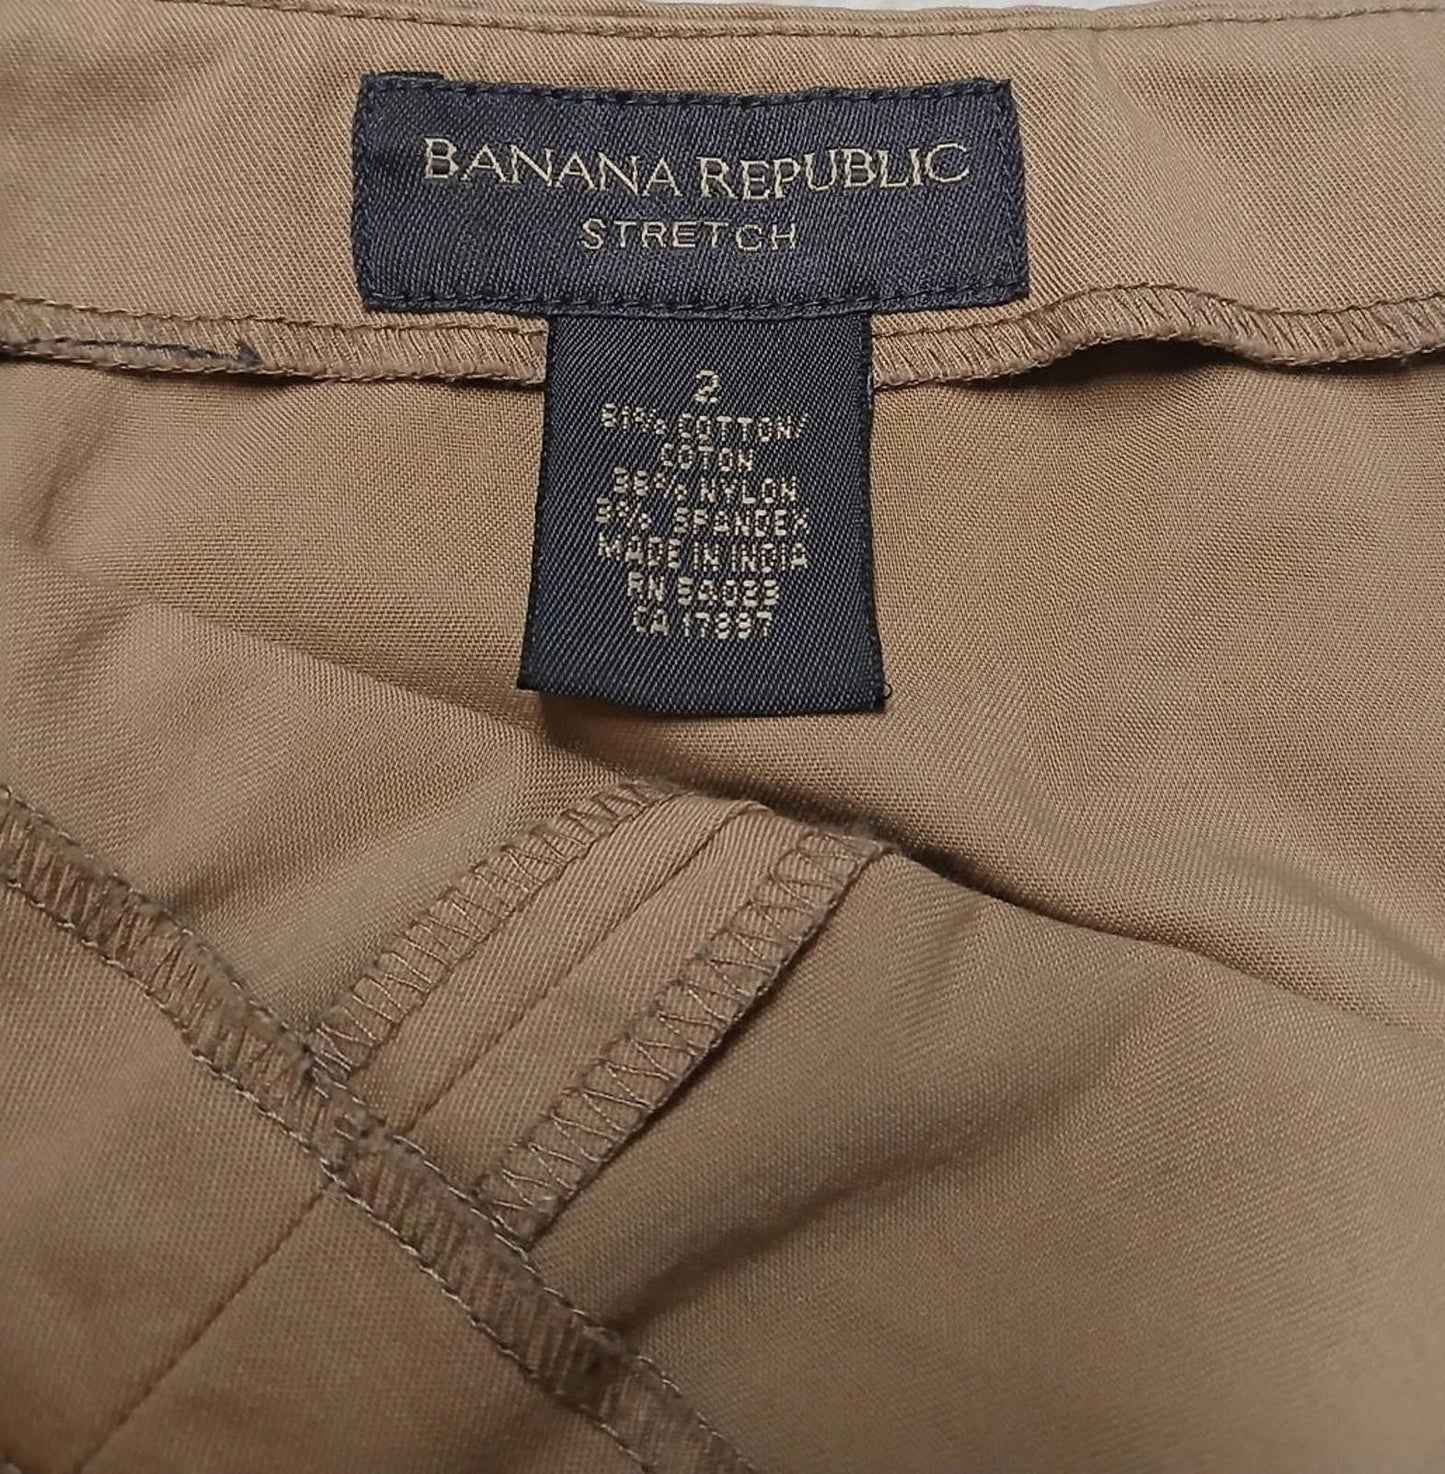 BANANA REPUBLIC
STRETCH
2
61% COTTON/
COTON
36% NYLON
3% SPANDEX
MADE IN INDIA
RN 54023
CA 17897